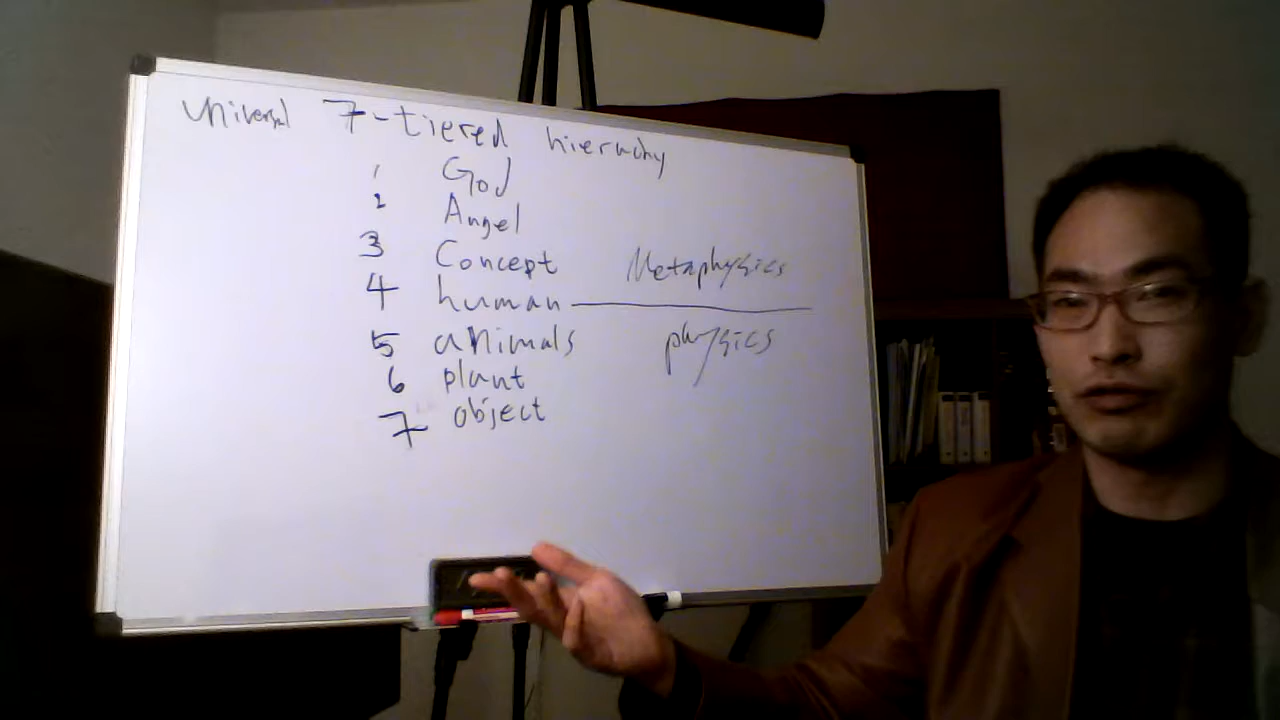 universal 7-tiered hierachy
1 God
2 Angel
3 Concept Metaphysics
4 human
5 animals physics
6 plant
7 object